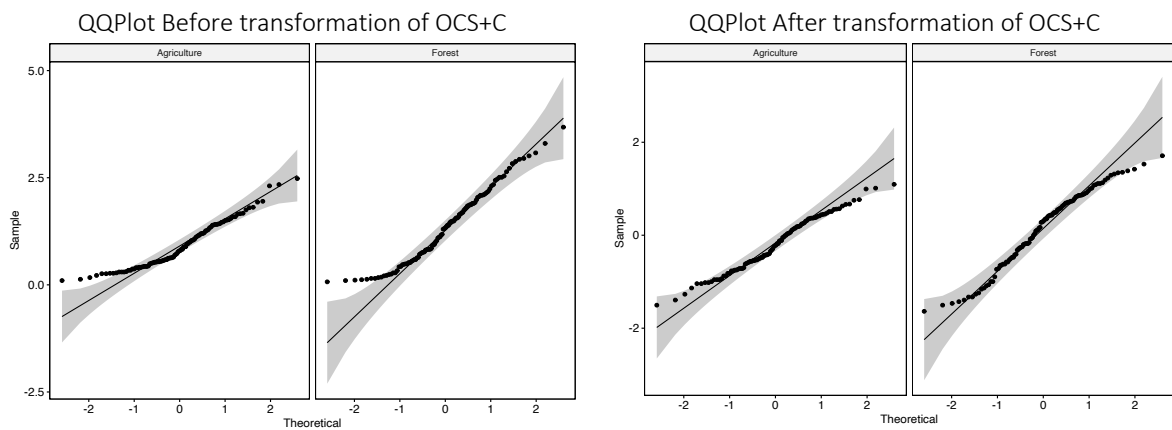 QQPlot Before transformation of OCS+C
Agriculture
Forest
5.0
2.5
0.0
-2.5
Sample
-2
-1
0
1
2
-2
-1
0
1
2
Theoretical
QQPlot After transformation of OCS+C
Agriculture
Forest
2
0
-2
Sample
-2
-1
0
1
2
-2
-1
0
1
2
Theoretical